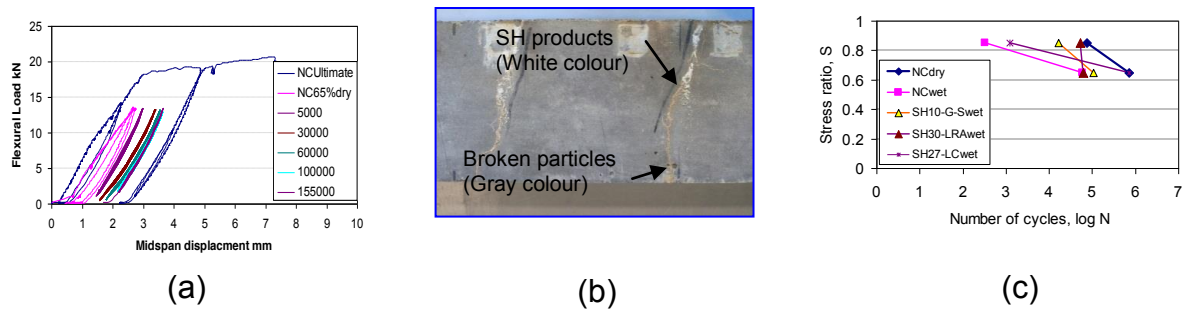 25
20
15
10
5
0
Flexural Load kN
0 1 2 3 4 5 6 7 8 9 10
Midspan displacment mm
NCUltimate
NC65%dry
5000
30000
60000
100000
155000
(a)
SH products
(White colour)
Broken particles
(Gray colour)
(b)
1
0.8
0.6
0.4
0.2
0
Stress ratio, S
NCdry
NCwet
SH10-G-Swet
SH30-LRAwet
SH27-LCwet
0 1 2 3 4 5 6 7
Number of cycles, log N
(c)